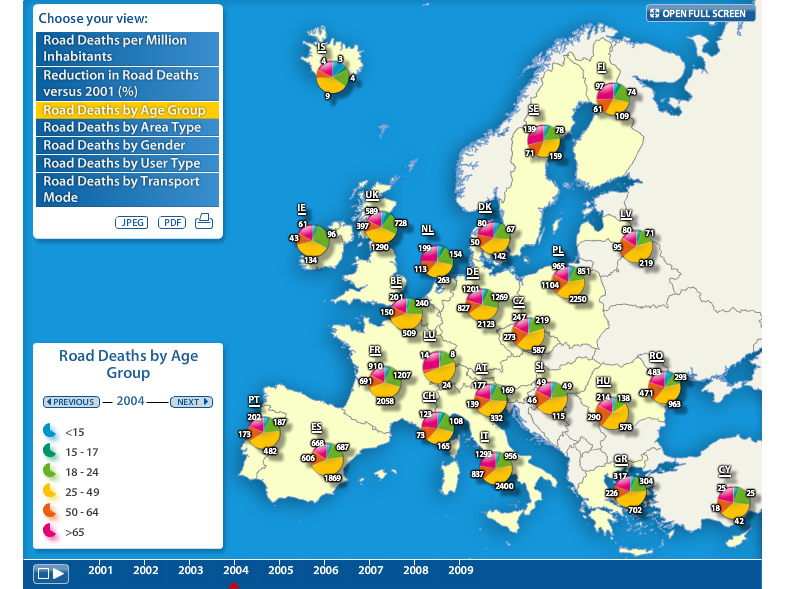 Choose your view:
OPEN FULL SCREEN
Road Deaths per Million
Inhabitants
Reduction in Road Deaths
versus 2001 (%)
Road Deaths by Age Group
Road Deaths by Area Type
Road Deaths by Gender
Road Deaths by User Type
Road Deaths by Transport
Mode
JPEG PDF
IS
4 3
4
9
FI
97 74
61 109
SE
139 78
71 159
UK
589
397 728
1290
IE
61
43 96
134
NL
199 154
113 263
DK
80 67
50 142
LV
80 71
95 219
PL
965 851
1104 2250
DE
1201 1269
827 2123
BE
201 240
150 509
CZ
247 219
273 587
LU
14 8
24
FR
910 1207
691 2058
AT
177 169
139 332
SI
49 49
46 115
HU
214 138
290 578
RO
483 293
471 963
CH
123 108
73 165
PT
202 187
173 482
ES
668 687
606 1869
IT
1293 956
837 2400
GR
317 304
226 702
CY
25 25
18 42
Road Deaths by Age
Group
PREVIOUS 2004 NEXT
<15
15 - 17
18 - 24
25 - 49
50 - 64
>65
2001 2002 2003 2004 2005 2006 2007 2008 2009